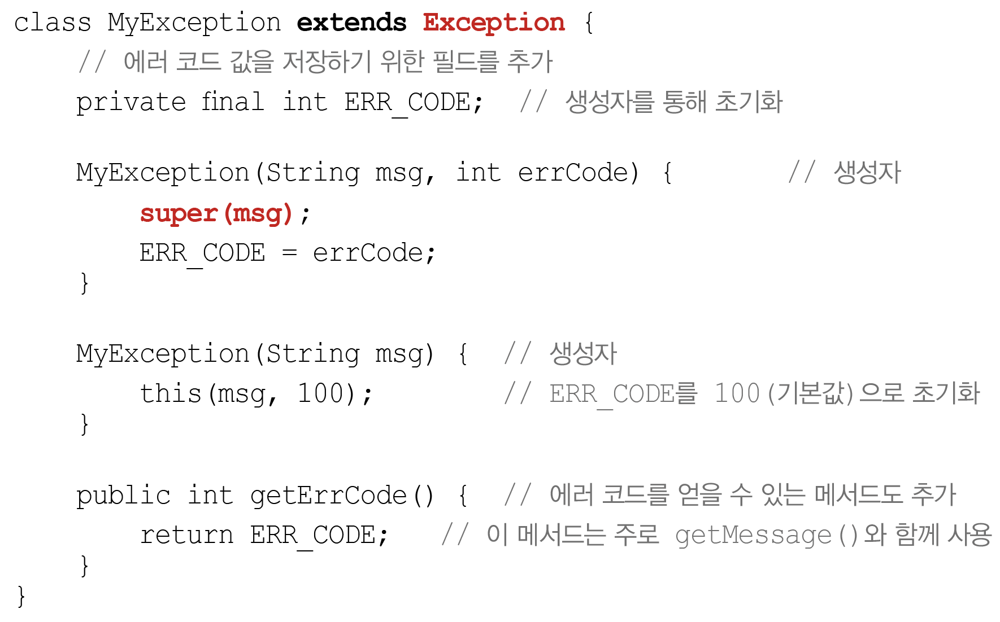 class MyException extends Exception {
// 에러 코드 값을 저장하기 위한 필드를 추가
private final int ERR_CODE; // 생성자를 통해 초기화
MyException(String msg, int errCode) { // 생성자
super(msg);
ERR_CODE = errCode;
}
MyException(String msg) { // 생성자
this(msg, 100); // ERR_CODE를 100(기본값)으로 초기화
}
public int getErrCode() { // 에러 코드를 얻을 수 있는 메서드도 추가
return ERR_CODE; // 이 메서드는 주로 getMessage()와 함께 사용
}
}